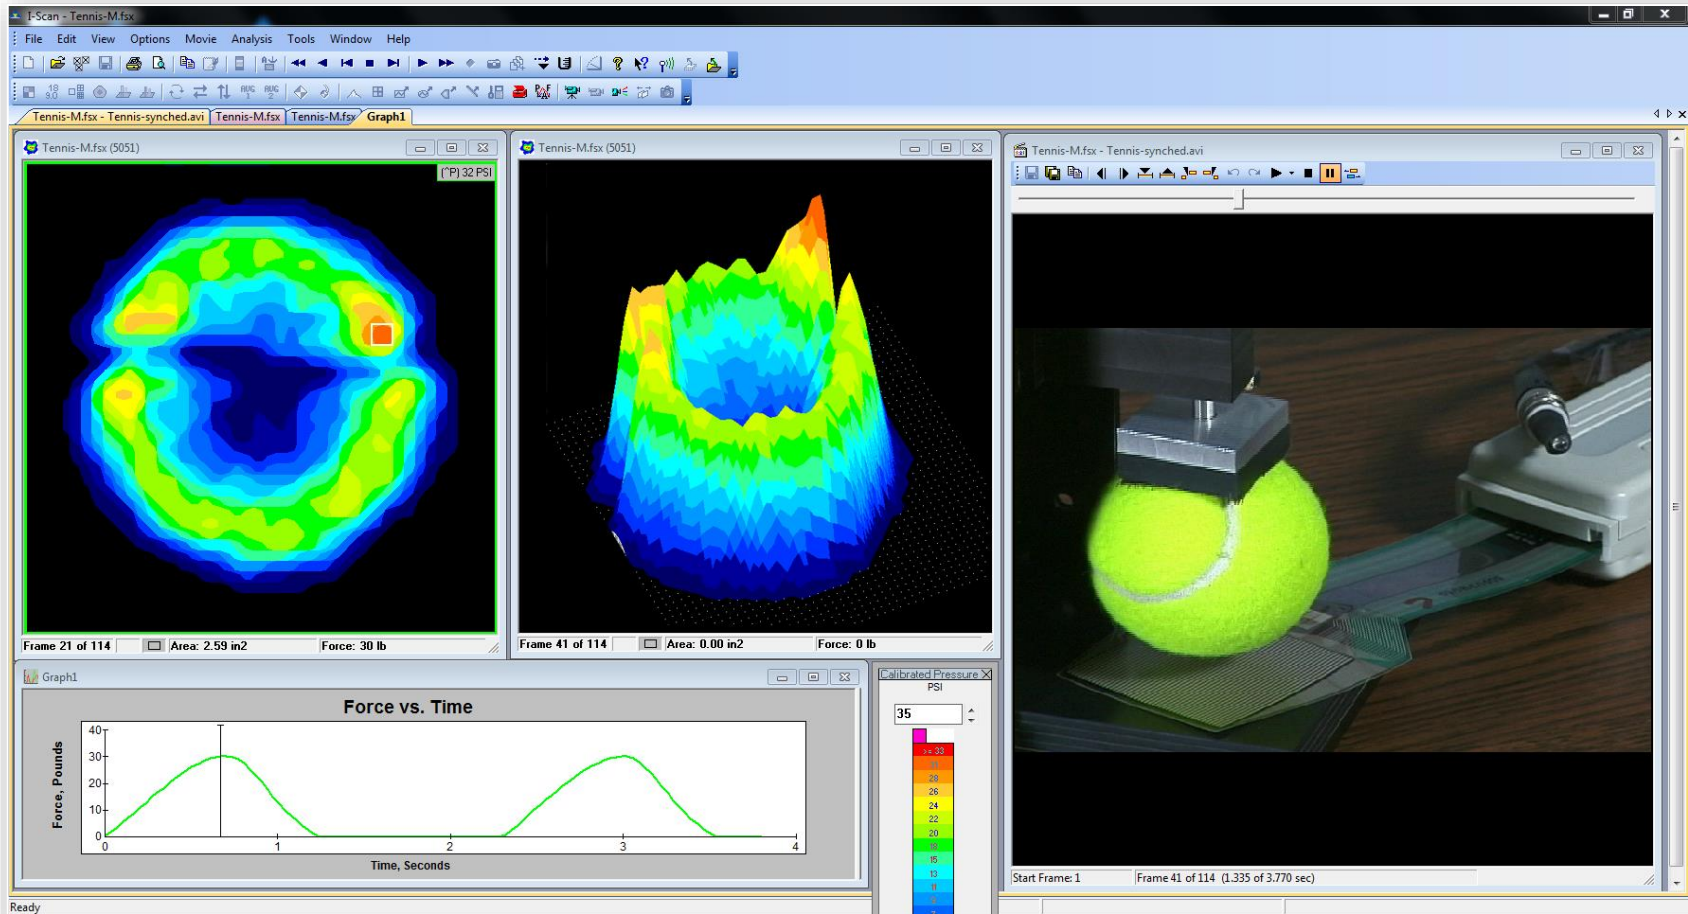 I-Scan - Tennis-M.fsx
File Edit View Options Movie Analysis Tools Window Help
Tennis-M.fsx - Tennis-synched.avi Tennis-M.fsx Tennis-M.fsx Graph1
Tennis-M.fsx (5051)
(^P) 32 PSI
Frame 21 of 114 Area: 2.59 in2 Force: 30 lb
Tennis-M.fsx (5051)
Frame 41 of 114 Area: 0.00 in2 Force: 0 lb
Tennis-M.fsx - Tennis-synched.avi
Start Frame: 1 Frame 41 of 114 (1.335 of 3.770 sec)
Graph1
Force vs. Time
Force, Pounds
40
30
20
10
0
0 1 2 3 4
Time, Seconds
Calibrated Pressure
PSI
35
>= 33
31
28
26
24
22
20
18
15
13
11
Ready